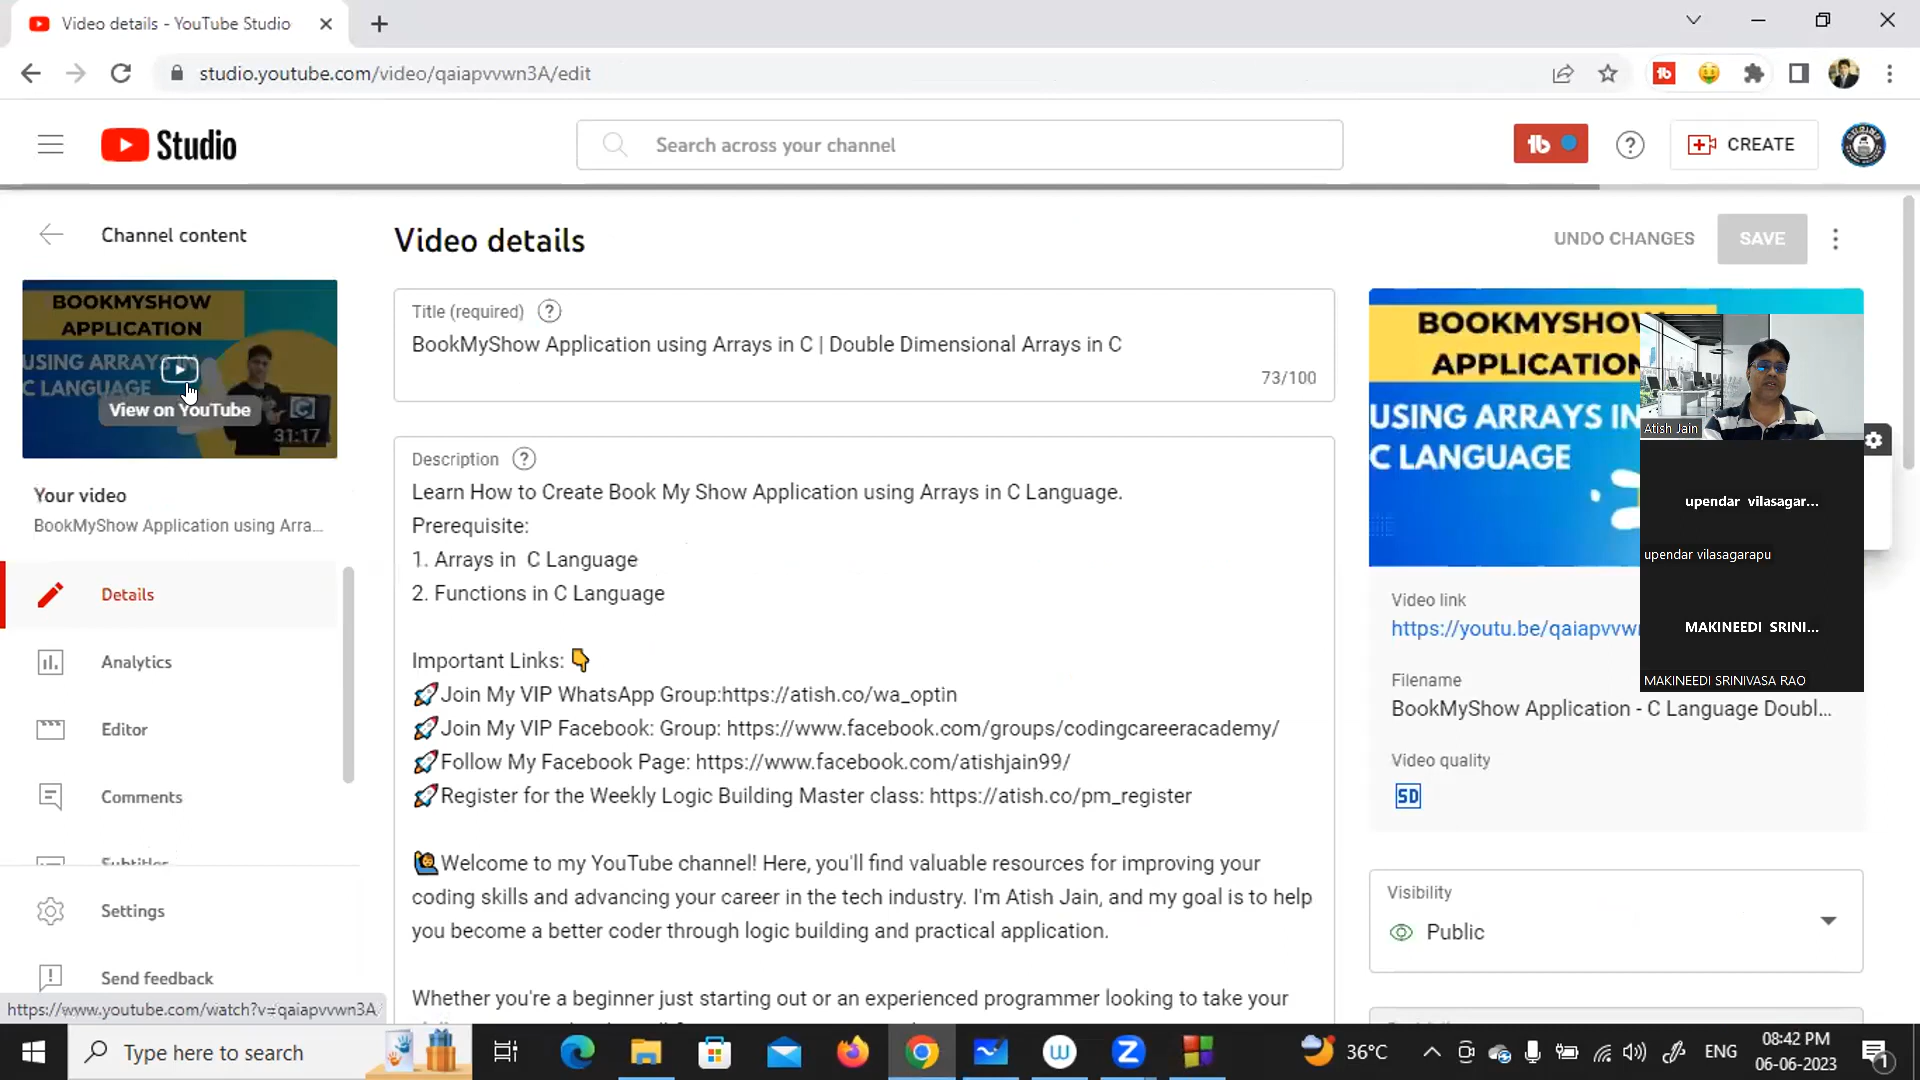 Video details - YouTube Studio
studio.youtube.com/video/qaiapvvwn3A/edit
Studio
Search across your channel
CREATE
Channel content
Video details
UNDO CHANGES
SAVE
BOOKMYSHOW
APPLICATION
USING ARRAYS IN
C LANGUAGE
View on YouTube
31:17
Your video
BookMyShow Application using Arra...
Details
Analytics
Editor
Comments
Subtitles
Settings
Send feedback
https://www.youtube.com/watch?v=qaiapvvwn3A
Title (required)
BookMyShow Application using Arrays in C | Double Dimensional Arrays in C
73/100
Description
Learn How to Create Book My Show Application using Arrays in C Language.
Prerequisite:
1. Arrays in  C Language
2. Functions in C Language
Important Links: 👇
🚀Join My VIP WhatsApp Group:https://atish.co/wa_optin
🚀Join My VIP Facebook: Group: https://www.facebook.com/groups/codingcareeracademy/
🚀Follow My Facebook Page: https://www.facebook.com/atishjain99/
🚀Register for the Weekly Logic Building Master class: https://atish.co/pm_register
🙋Welcome to my YouTube channel! Here, you'll find valuable resources for improving your
coding skills and advancing your career in the tech industry. I'm Atish Jain, and my goal is to help
you become a better coder through logic building and practical application.
Whether you're a beginner just starting out or an experienced programmer looking to take your
BOOKMYSHOW
APPLICATION
USING ARRAYS IN
C LANGUAGE
Atish Jain
upendar vilasagar...
upendar vilasagarapu
MAKINEEDI SRINI...
MAKINEEDI SRINIVASA RAO
Video link
https://youtu.be/qaiapvvw
Filename
BookMyShow Application - C Language Doubl...
Video quality
SD
Visibility
Public
Type here to search
36°C
ENG
08:42 PM
06-06-2023
1